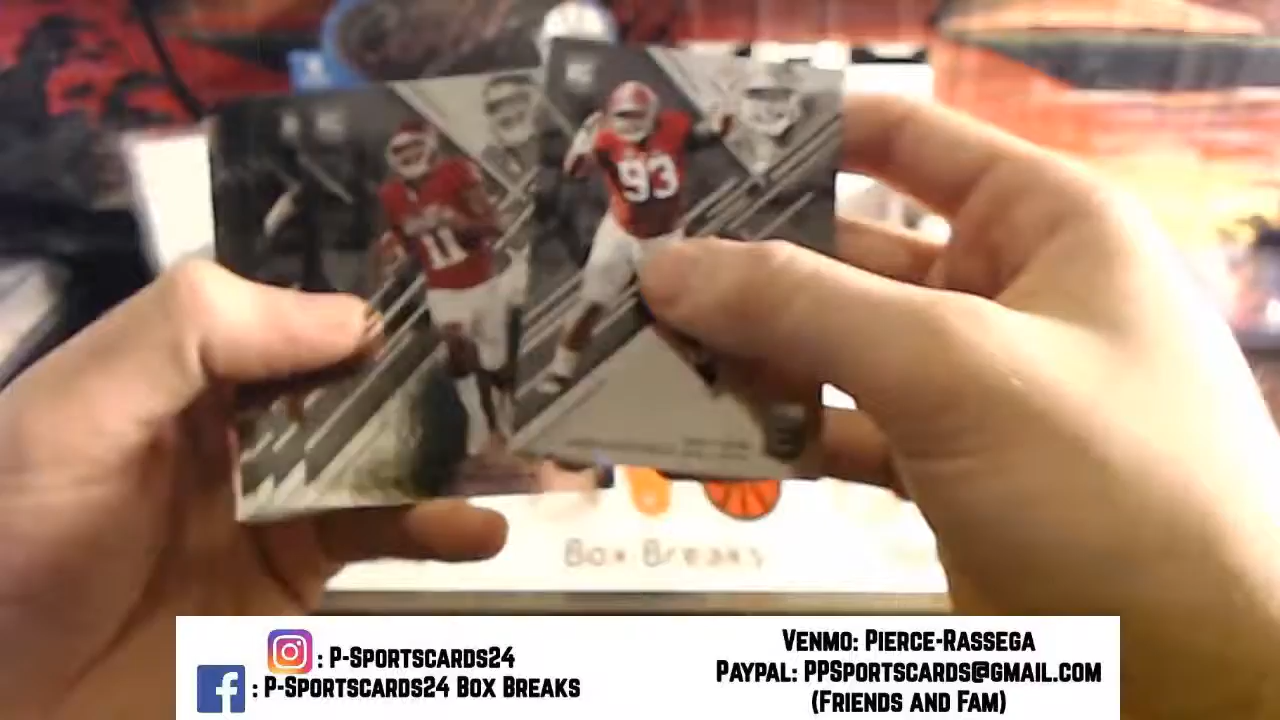 93
11
Box Breaks
: P-Sportscards24
: P-Sportscards24 Box Breaks
Venmo: Pierce-Rassega
Paypal: PPSportscards@gmail.com
(Friends and Fam)